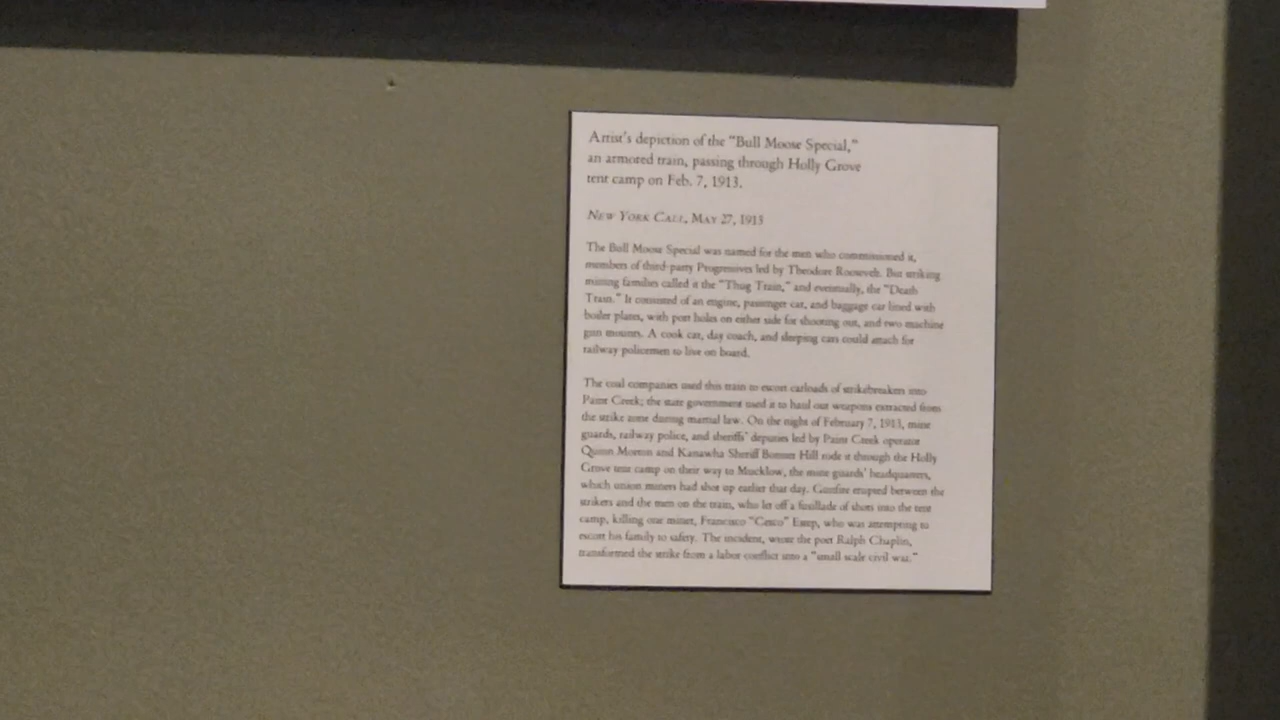 Artist's depiction of the "Bull Moose Special,"
an armored train, passing through Holly Grove
tent camp on Feb. 7, 1913.
NEW YORK CALL, MAY 27, 1913
The Bull Moose Special was named for the men who commissioned it,
members of third-party Progressives led by Theodore Roosevelt. But striking
mining families called it the "Thug Train," and eventually, the "Death
Train." It consisted of an engine, passenger car, and baggage car lined with
boiler plates, with port holes on either side for shooting out, and two machine
gun mounts. A cook car, day coach, and sleeping cars could attach for
railway policemen to live on board.
The coal companies used this train to escort carloads of strikebreakers into
Paint Creek; the state government used it to haul out weapons extracted from
the strike zone during martial law. On the night of February 7, 1913, mine
guards, railway police, and sheriffs' deputies led by Paint Creek operator
Quinn Morton and Kanawha Sheriff Bonner Hill rode it through the Holly
Grove tent camp on their way to Mucklow, the mine guards' headquarters,
which union miners had shot up earlier that day. Gunfire erupted between the
strikers and the men on the train, who let off a fusillade of shots into the tent
camp, killing one miner, Francisco "Cesco" Estep, who was attempting to
escort his family to safety. The incident, wrote the poet Ralph Chaplin,
transformed the strike from a labor conflict into a "small scale civil war."